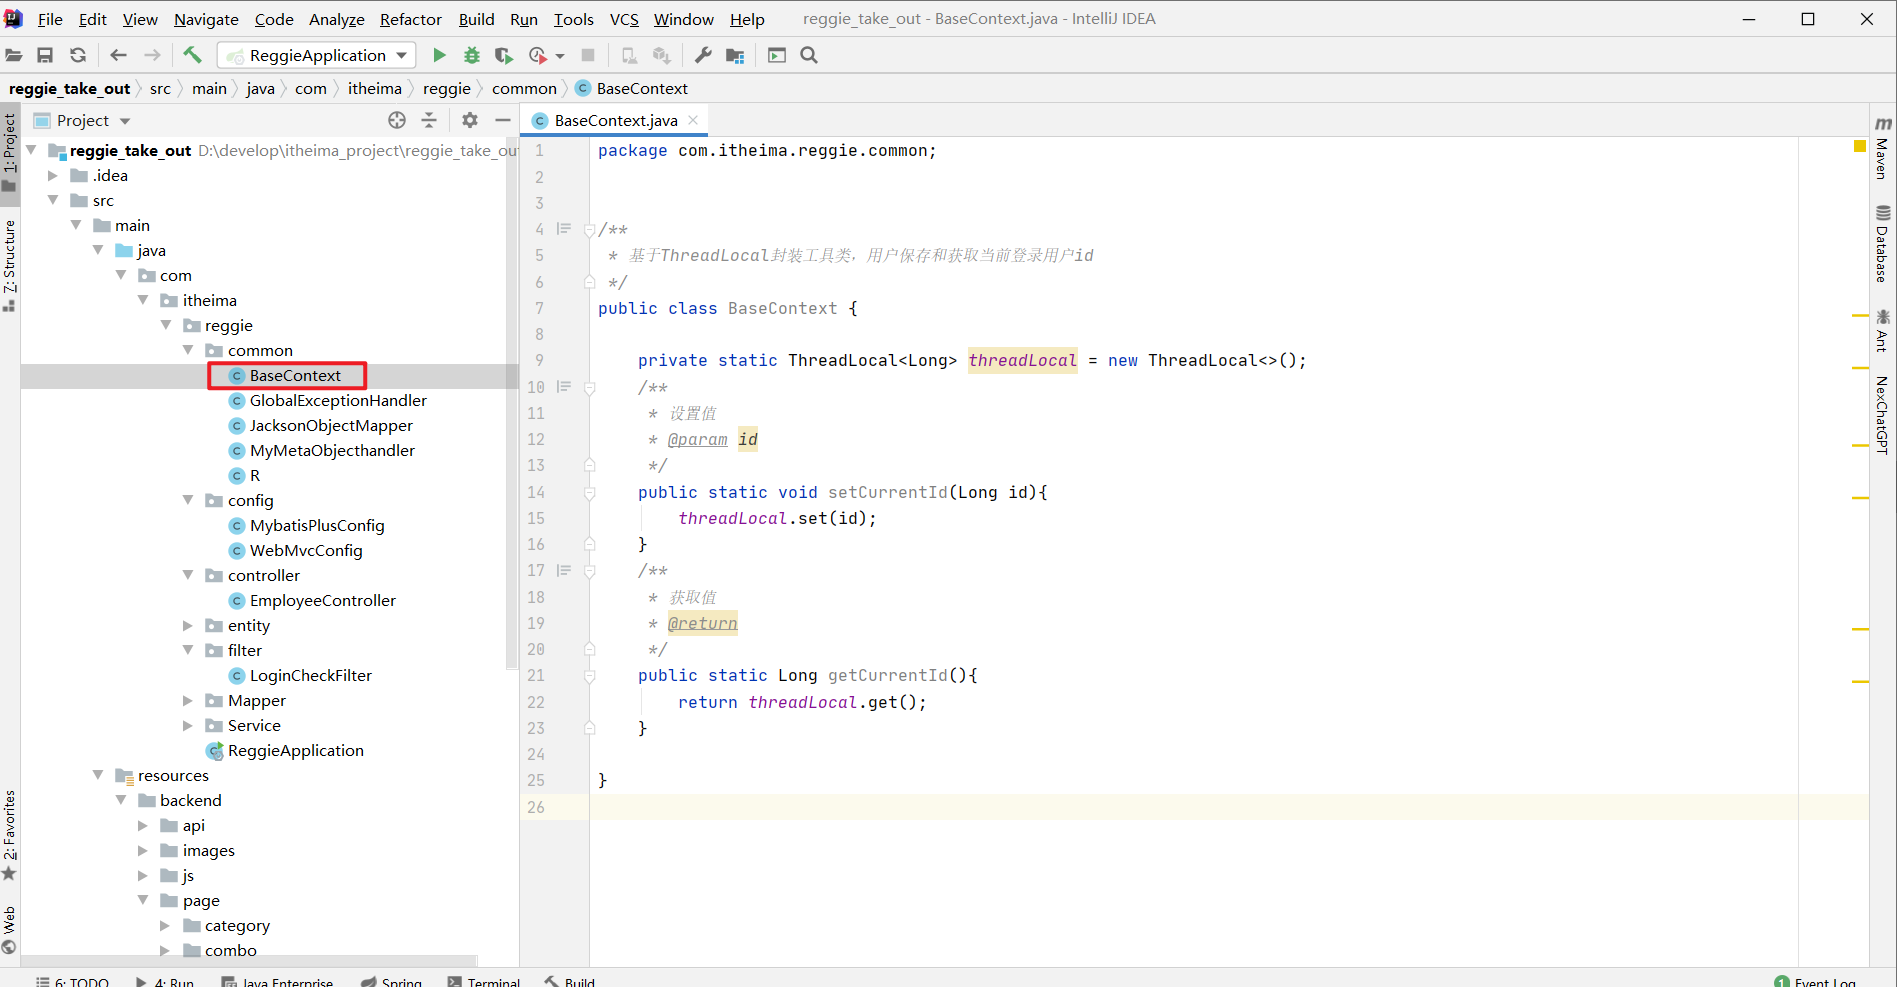 File Edit View Navigate Code Analyze Refactor Build Run Tools VCS Window Help reggie_take_out - BaseContext.java - IntelliJ IDEA
ReggieApplication
reggie_take_out src main java com itheima reggie common BaseContext
Project
BaseContext.java
reggie_take_out D:\develop\itheima_project\reggie_take_ou
.idea
src
main
java
com
itheima
reggie
common
BaseContext
GlobalExceptionHandler
JacksonObjectMapper
MyMetaObjecthandler
R
config
MybatisPlusConfig
WebMvcConfig
controller
EmployeeController
entity
filter
LoginCheckFilter
Mapper
Service
ReggieApplication
resources
backend
api
images
js
page
category
combo
1: Project
7: Structure
2: Favorites
Web
1 package com.itheima.reggie.common;
2
3
4 /**
5 * 基于ThreadLocal封装工具类，用户保存和获取当前登录用户id
6 */
7 public class BaseContext {
8
9 private static ThreadLocal<Long> threadLocal = new ThreadLocal<>();
10 /**
11 * 设置值
12 * @param id
13 */
14 public static void setCurrentId(Long id){
15 threadLocal.set(id);
16 }
17 /**
18 * 获取值
19 * @return
20 */
21 public static Long getCurrentId(){
22 return threadLocal.get();
23 }
24
25 }
26
Maven
Database
Ant
NexChatGPT
6: TODO 4: Run Java Enterprise Spring Terminal Build 1 Event Log